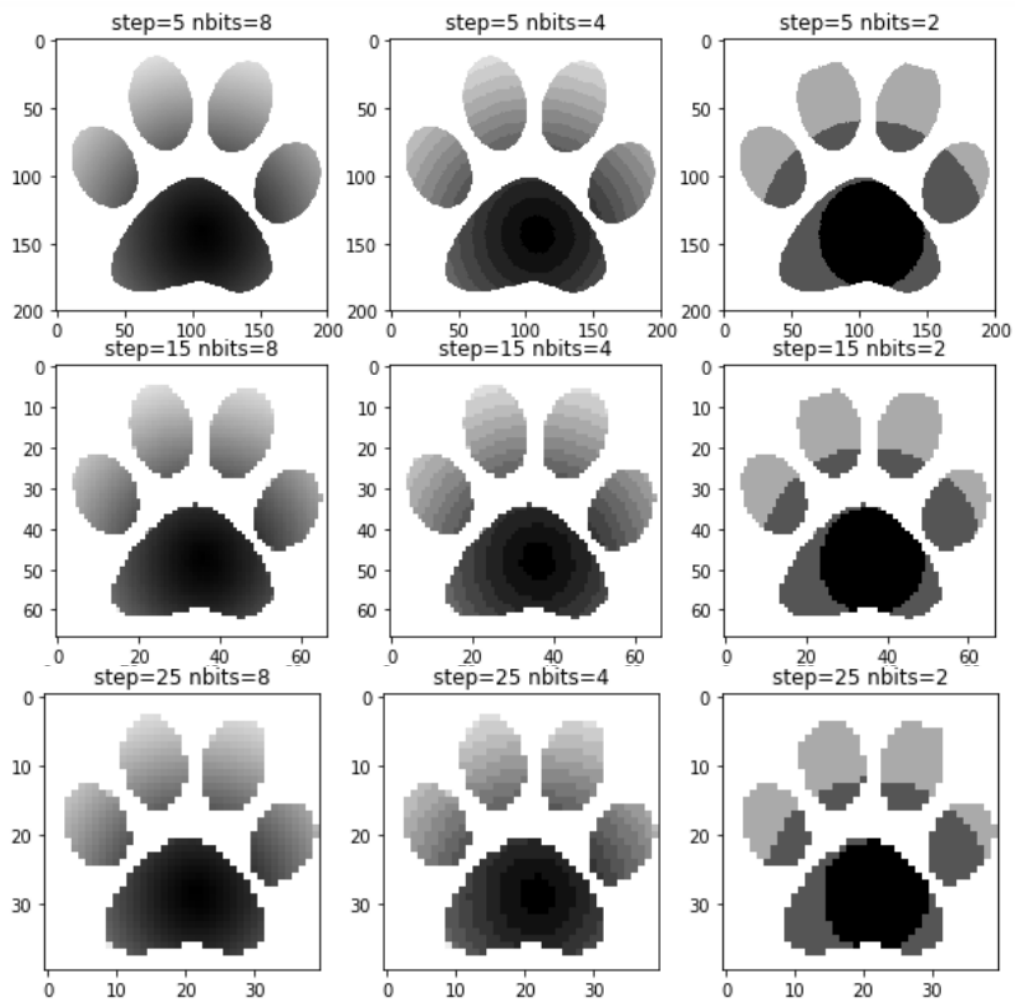 step=5 nbits=8 step=5 nbits=4 step=5 nbits=2
0 0 0
50 50 50
100 100 100
150 150 150
200 200 200
0 50 100 150 200 0 50 100 150 200 0 50 100 150 200
step=15 nbits=8 step=15 nbits=4 step=15 nbits=2
0 0 0
10 10 10
20 20 20
30 30 30
40 40 40
50 50 50
60 60 60
0 20 40 60 0 20 40 60 0 20 40 60
step=25 nbits=8 step=25 nbits=4 step=25 nbits=2
0 0 0
10 10 10
20 20 20
30 30 30
0 10 20 30 0 10 20 30 0 10 20 30